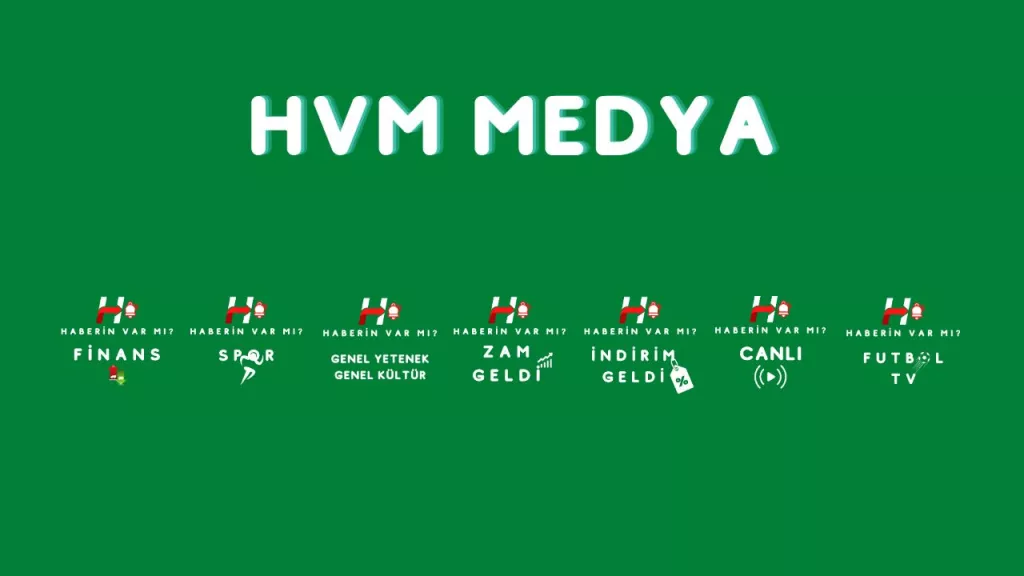 HVM MEDYA
HABERİN VAR MI?
FİNANS
HABERİN VAR MI?
SPOR
HABERİN VAR MI?
GENEL YETENEK
GENEL KÜLTÜR
HABERİN VAR MI?
ZAM
GELDİ
HABERİN VAR MI?
İNDİRİM
GELDİ
%
HABERİN VAR MI?
CANLI
HABERİN VAR MI?
FUTBOL
TV